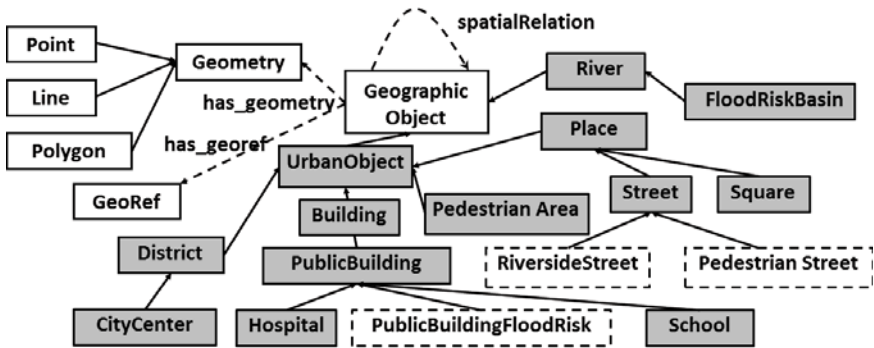 spatialRelation
Point
Geometry
River
Line
has_geometry
Geographic
Object
FloodRiskBasin
Polygon
has_georef
Place
UrbanObject
GeoRef
Building
Pedestrian Area
Street
Square
District
PublicBuilding
RiversideStreet
Pedestrian Street
CityCenter
Hospital
PublicBuildingFloodRisk
School